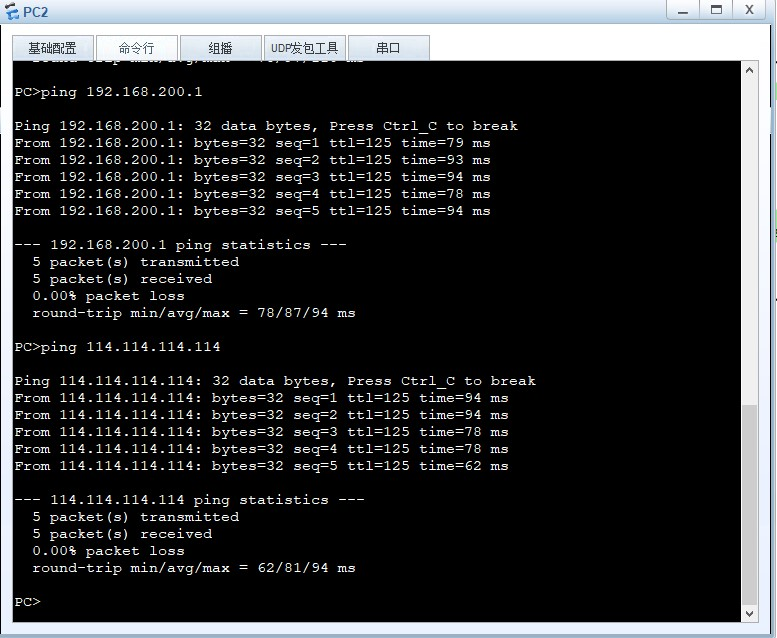 PC2
X
基础配置 命令行 组播 UDP发包工具 串口
PC>ping 192.168.200.1
Ping 192.168.200.1: 32 data bytes, Press Ctrl_C to break
From 192.168.200.1: bytes=32 seq=1 ttl=125 time=79 ms
From 192.168.200.1: bytes=32 seq=2 ttl=125 time=93 ms
From 192.168.200.1: bytes=32 seq=3 ttl=125 time=94 ms
From 192.168.200.1: bytes=32 seq=4 ttl=125 time=78 ms
From 192.168.200.1: bytes=32 seq=5 ttl=125 time=94 ms
--- 192.168.200.1 ping statistics ---
5 packet(s) transmitted
5 packet(s) received
0.00% packet loss
round-trip min/avg/max = 78/87/94 ms
PC>ping 114.114.114.114
Ping 114.114.114.114: 32 data bytes, Press Ctrl_C to break
From 114.114.114.114: bytes=32 seq=1 ttl=125 time=94 ms
From 114.114.114.114: bytes=32 seq=2 ttl=125 time=94 ms
From 114.114.114.114: bytes=32 seq=3 ttl=125 time=78 ms
From 114.114.114.114: bytes=32 seq=4 ttl=125 time=78 ms
From 114.114.114.114: bytes=32 seq=5 ttl=125 time=62 ms
--- 114.114.114.114 ping statistics ---
5 packet(s) transmitted
5 packet(s) received
0.00% packet loss
round-trip min/avg/max = 62/81/94 ms
PC>